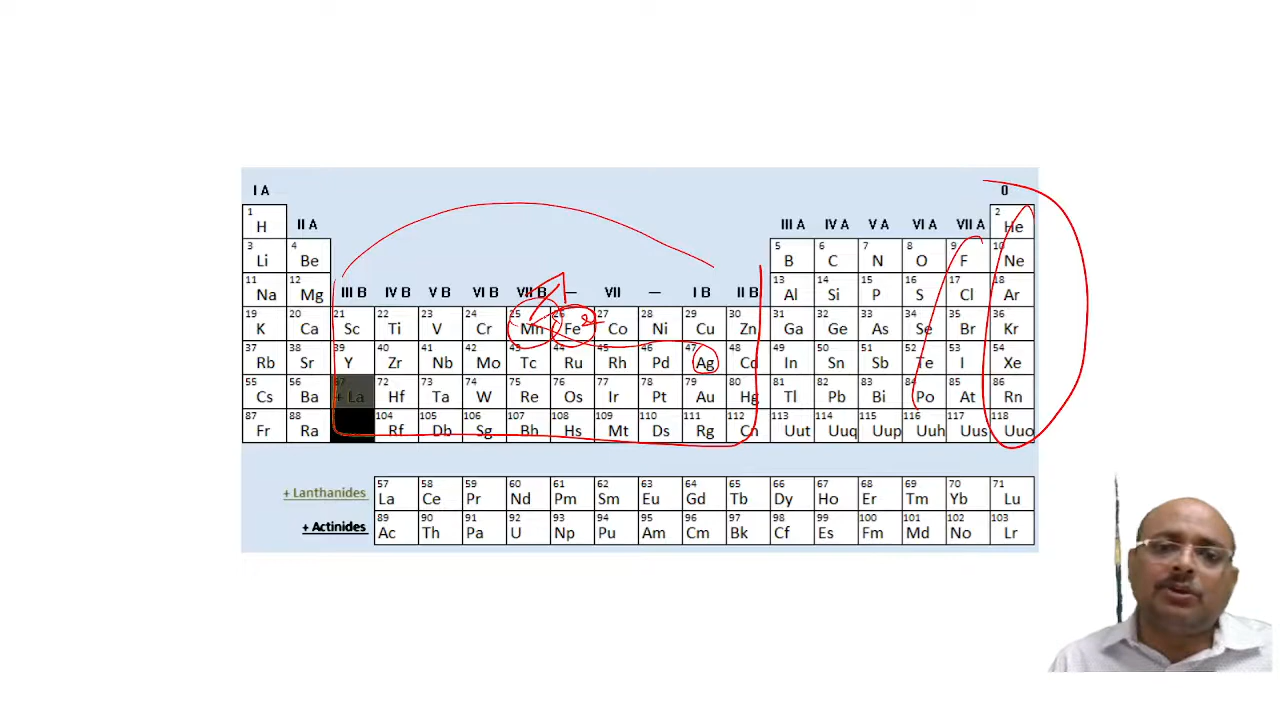 I A 0
1 2
H II A III A IV A V A VI A VII A He
3 4 5 6 7 8 9 10
Li Be B C N O F Ne
11 12 13 14 15 16 17 18
Na Mg III B IV B V B VI B VII B — VII — I B II B Al Si P S Cl Ar
19 20 21 22 23 24 25 26 27 28 29 30 31 32 33 34 35 36
K Ca Sc Ti V Cr Mn Fe Co Ni Cu Zn Ga Ge As Se Br Kr
37 38 39 40 41 42 43 44 45 46 47 48 49 50 51 52 53 54
Rb Sr Y Zr Nb Mo Tc Ru Rh Pd Ag Cd In Sn Sb Te I Xe
55 56 57 72 73 74 75 76 77 78 79 80 81 82 83 84 85 86
Cs Ba + La Hf Ta W Re Os Ir Pt Au Hg Tl Pb Bi Po At Rn
87 88 104 105 106 107 108 109 110 111 112 113 114 115 116 117 118
Fr Ra Rf Db Sg Bh Hs Mt Ds Rg Cn Uut Uuq Uup Uuh Uus Uuo
57 58 59 60 61 62 63 64 65 66 67 68 69 70 71
+ Lanthanides La Ce Pr Nd Pm Sm Eu Gd Tb Dy Ho Er Tm Yb Lu
89 90 91 92 93 94 95 96 97 98 99 100 101 102 103
+ Actinides Ac Th Pa U Np Pu Am Cm Bk Cf Es Fm Md No Lr